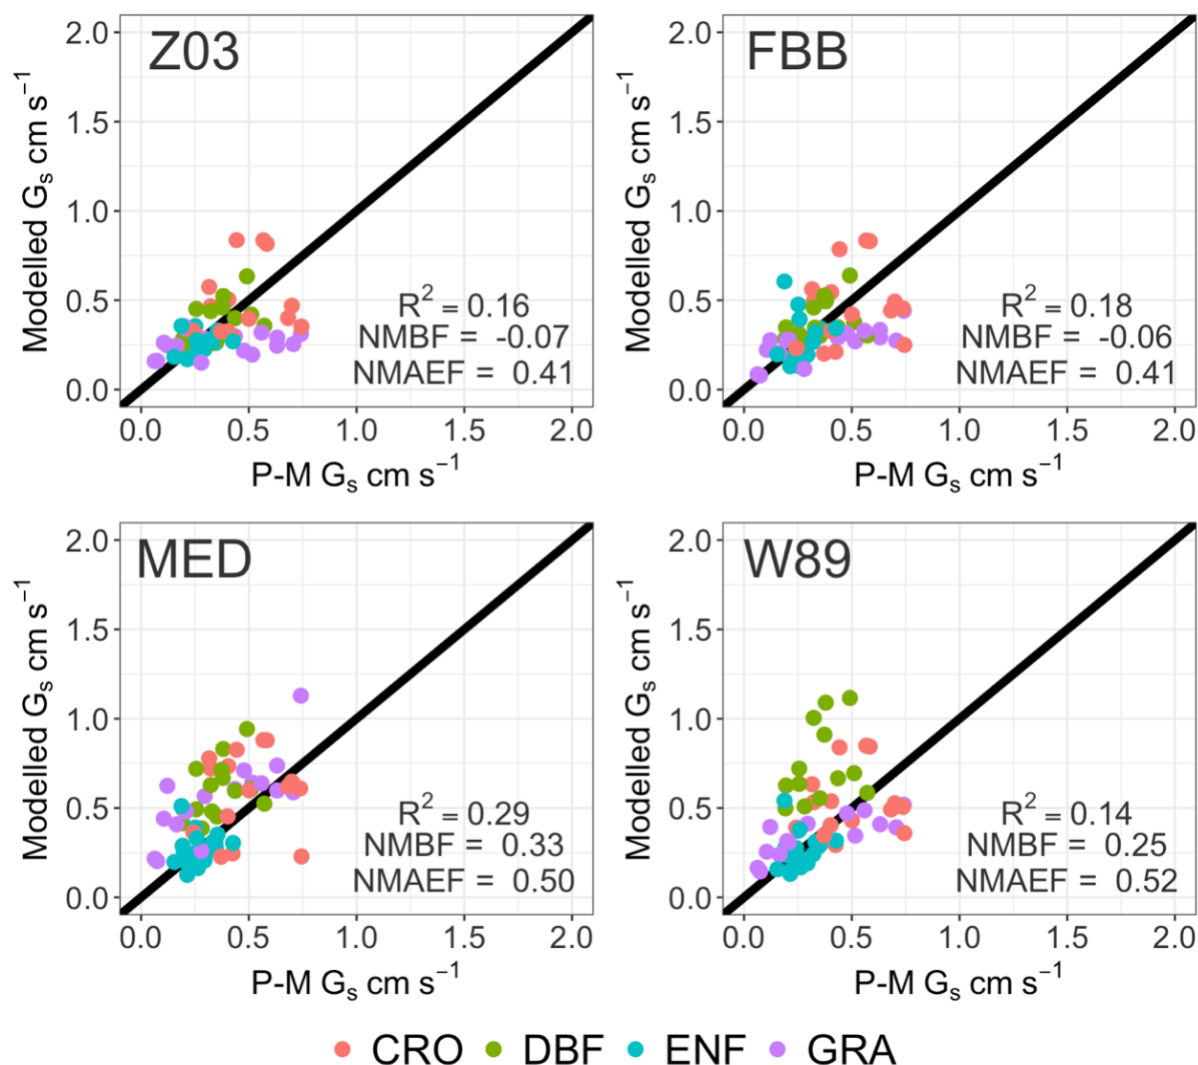 Z03
2.0
1.5
1.0
0.5
0.0
Modelled Gs cm s−1
R2 = 0.16
NMBF = -0.07
NMAEF = 0.41
0.0 0.5 1.0 1.5 2.0
P-M Gs cm s−1
FBB
2.0
1.5
1.0
0.5
0.0
Modelled Gs cm s−1
R2 = 0.18
NMBF = -0.06
NMAEF = 0.41
0.0 0.5 1.0 1.5 2.0
P-M Gs cm s−1
MED
2.0
1.5
1.0
0.5
0.0
Modelled Gs cm s−1
R2 = 0.29
NMBF = 0.33
NMAEF = 0.50
0.0 0.5 1.0 1.5 2.0
P-M Gs cm s−1
W89
2.0
1.5
1.0
0.5
0.0
Modelled Gs cm s−1
R2 = 0.14
NMBF = 0.25
NMAEF = 0.52
0.0 0.5 1.0 1.5 2.0
P-M Gs cm s−1
CRO DBF ENF GRA